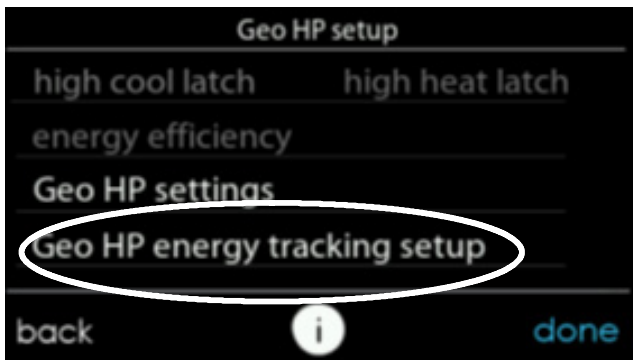 Geo HP setup
high cool latch high heat latch
energy efficiency
Geo HP settings
Geo HP energy tracking setup
back i done